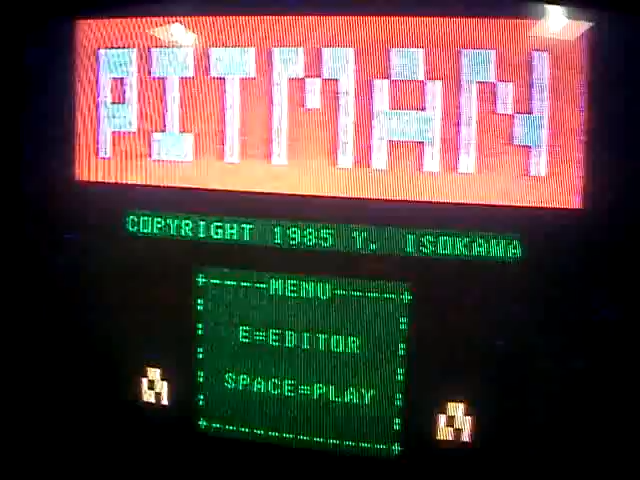 PITMAN
COPYRIGHT 1985 Y. ISOKAWA
MENU
E=EDITOR
SPACE=PLAY